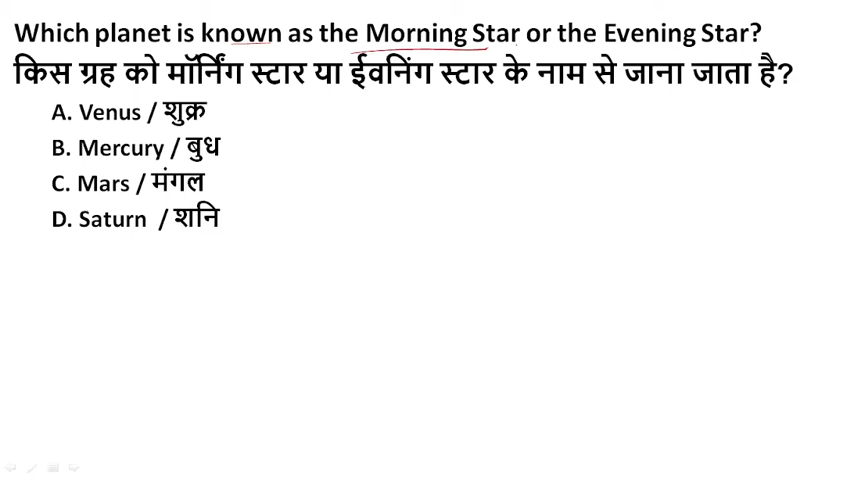 Which planet is known as the Morning Star or the Evening Star?
किस ग्रह को मॉर्निंग स्टार या ईवनिंग स्टार के नाम से जाना जाता है?
A. Venus / शुक्र
B. Mercury / बुध
C. Mars / मंगल
D. Saturn / शनि